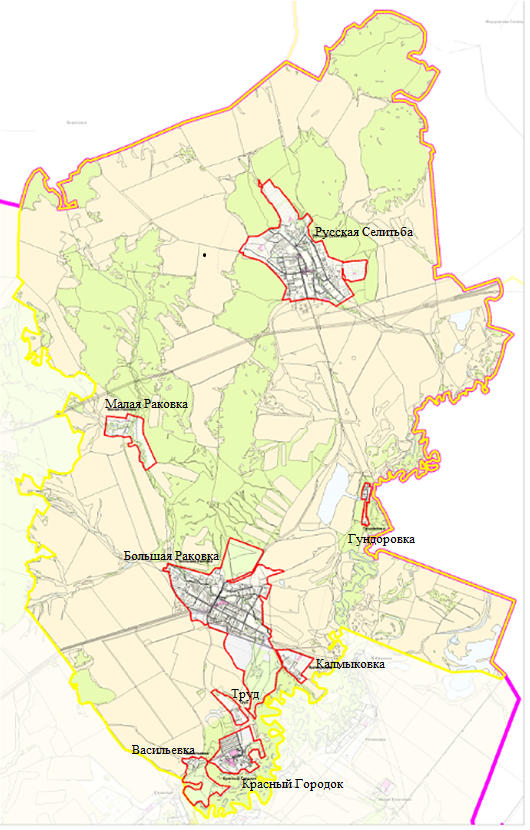 Русская Селитьба
Малая Раковка
Гундоровка
Большая Раковка
Калмыковка
Труд
Васильевка
Красный Городок